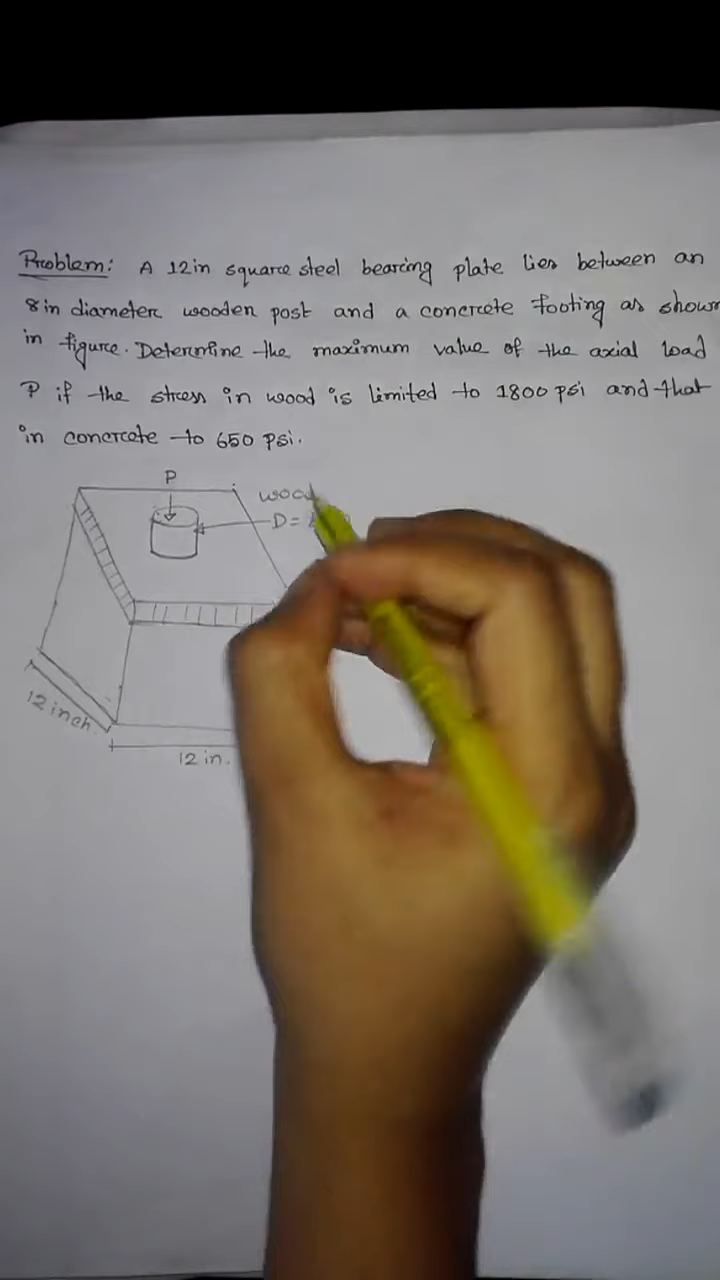 Problem: A 12in square steel bearing plate lies between an
8in diameter wooden post and a concrete footing as shown
in figure. Determine the maximum value of the axial load
P if the stress in wood is limited to 1800 psi and that
in concrete to 650 psi.
P
wood
D=
12 inch
12 in.